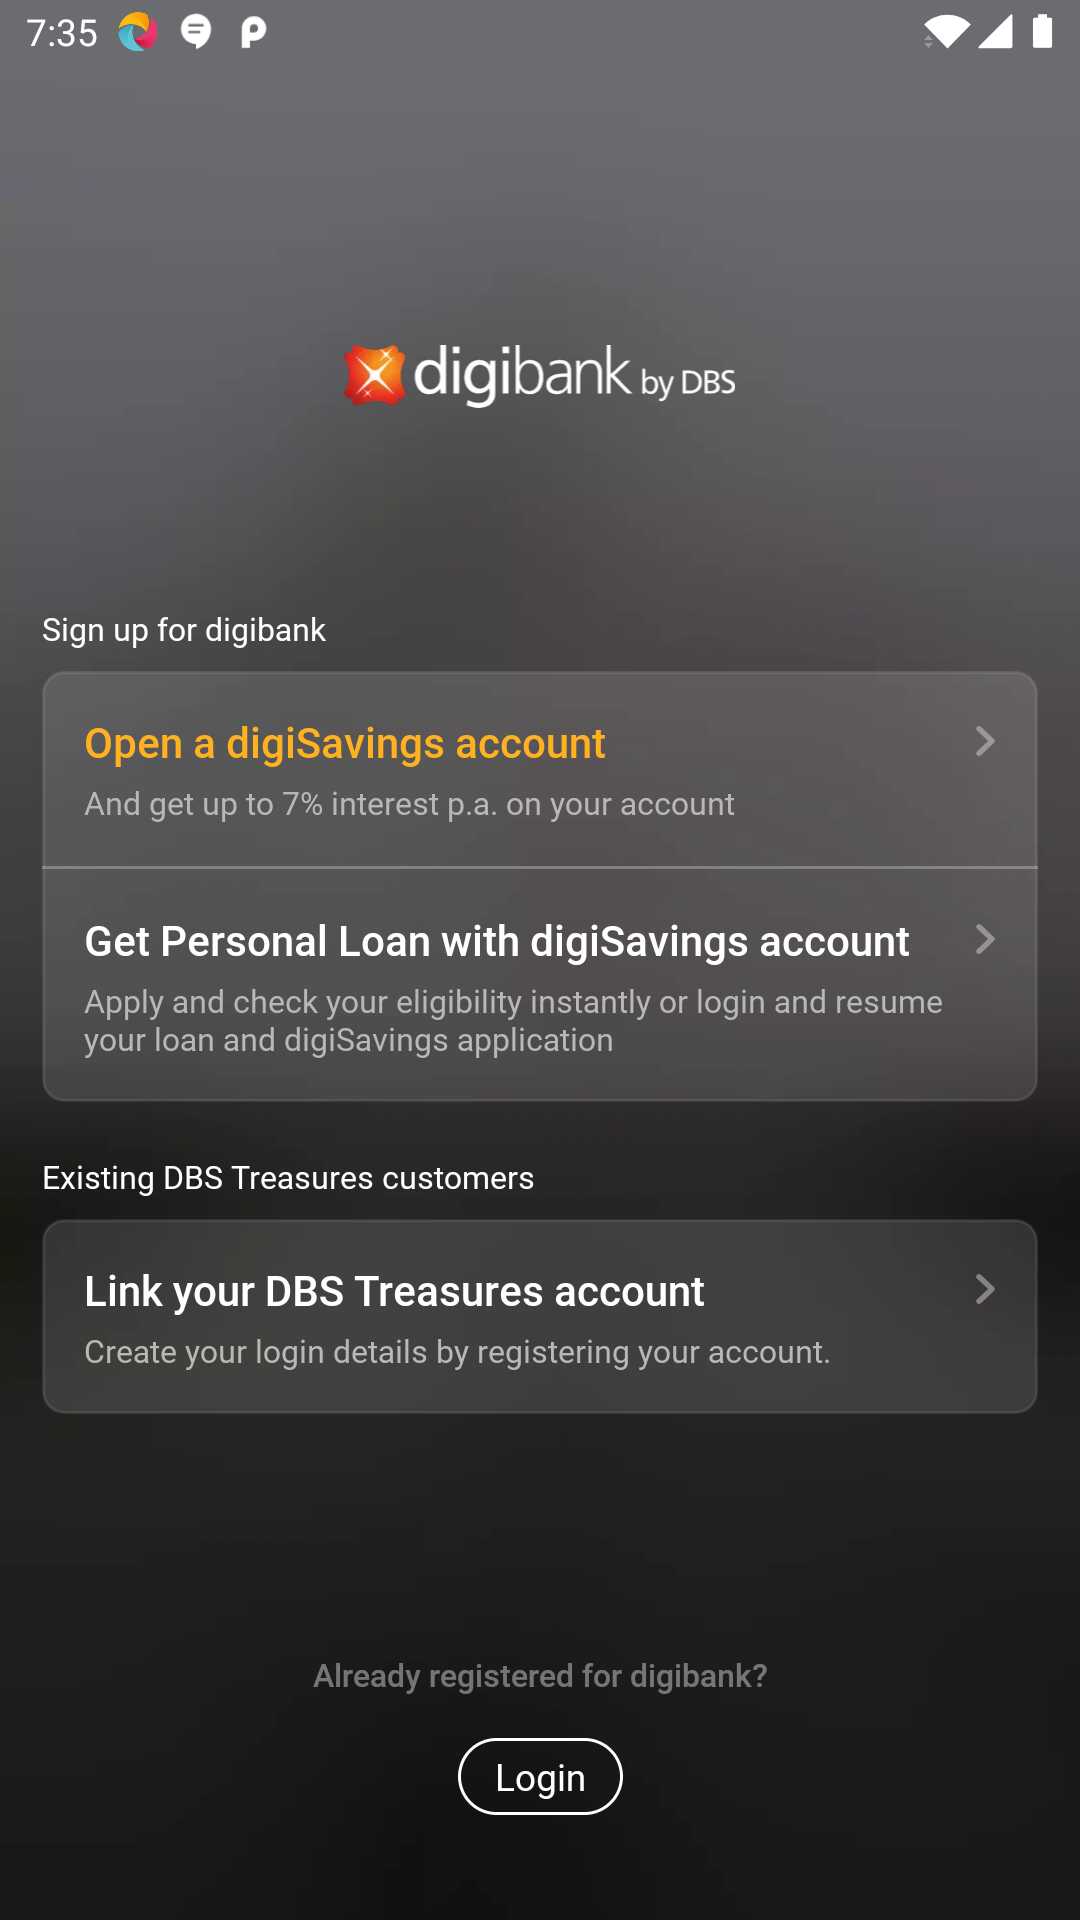 7:35
digibank by DBS
Sign up for digibank
Open a digiSavings account
And get up to 7% interest p.a. on your account
Get Personal Loan with digiSavings account
Apply and check your eligibility instantly or login and resume
your loan and digiSavings application
Existing DBS Treasures customers
Link your DBS Treasures account
Create your login details by registering your account.
Already registered for digibank?
Login